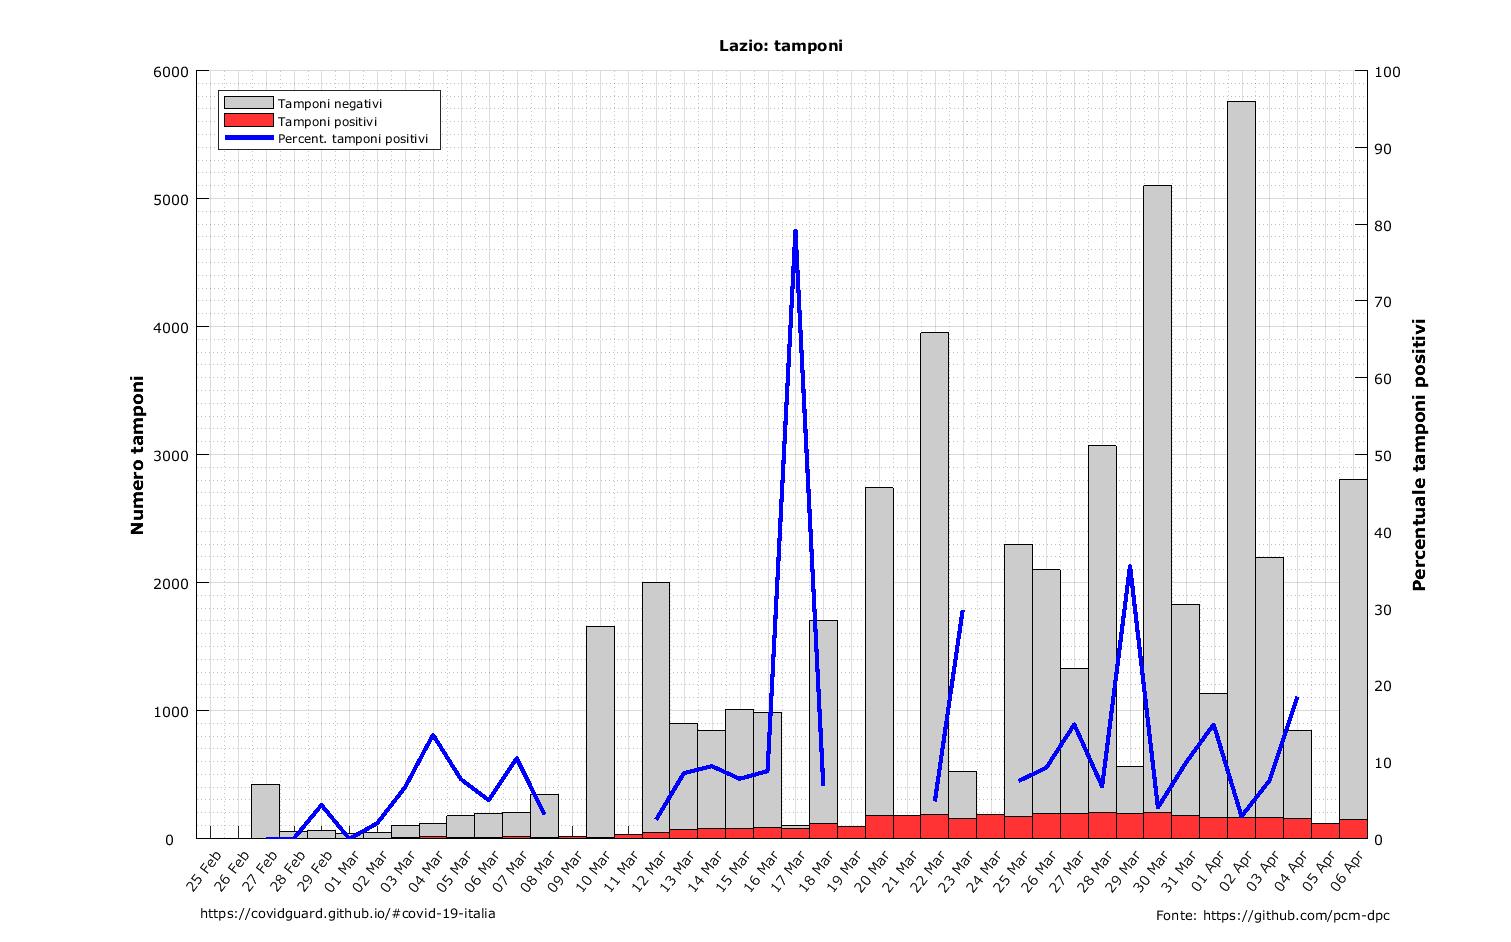 Lazio: tamponi
Tamponi negativi
Tamponi positivi
Percent. tamponi positivi
Numero tamponi
6000
5000
4000
3000
2000
1000
0
Percentuale tamponi positivi
100
90
80
70
60
50
40
30
20
10
0
25 Feb
26 Feb
27 Feb
28 Feb
29 Feb
01 Mar
02 Mar
03 Mar
04 Mar
05 Mar
06 Mar
07 Mar
08 Mar
09 Mar
10 Mar
11 Mar
12 Mar
13 Mar
14 Mar
15 Mar
16 Mar
17 Mar
18 Mar
19 Mar
20 Mar
21 Mar
22 Mar
23 Mar
24 Mar
25 Mar
26 Mar
27 Mar
28 Mar
29 Mar
30 Mar
31 Mar
01 Apr
02 Apr
03 Apr
04 Apr
05 Apr
06 Apr
https://covidguard.github.io/#covid-19-italia
Fonte: https://github.com/pcm-dpc